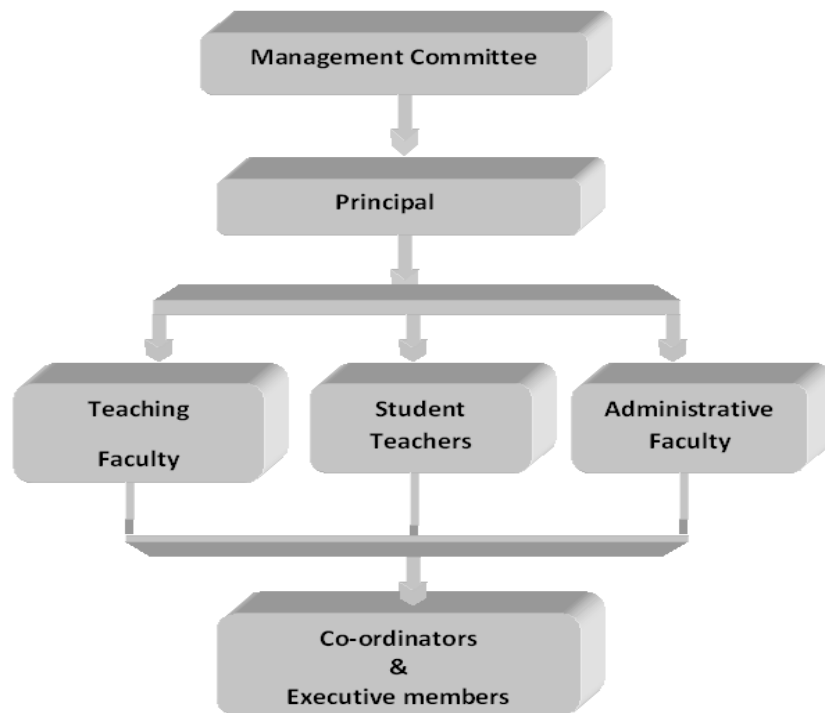 Management Committee
Principal
Teaching
Faculty
Student
Teachers
Administrative
Faculty
Co-ordinators
&
Executive members